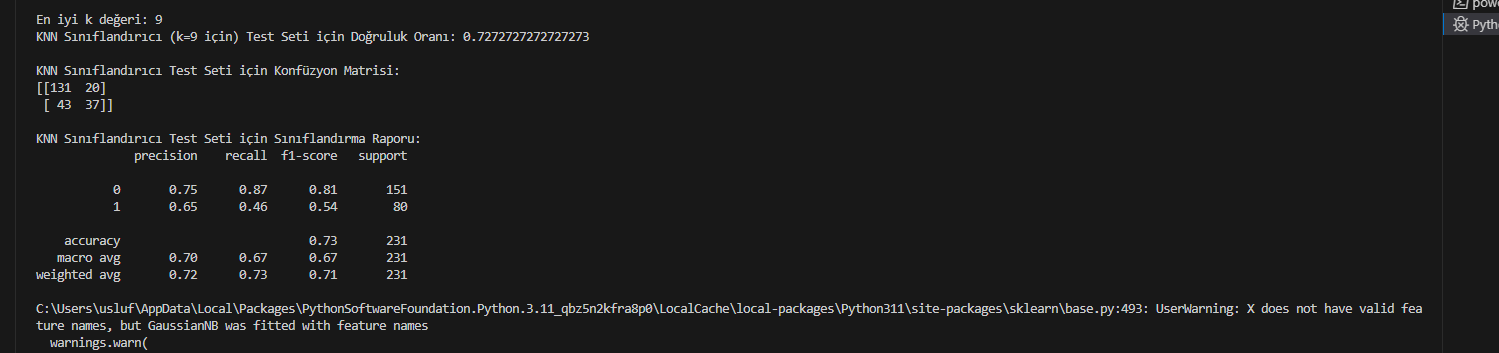 En iyi k değeri: 9
KNN Sınıflandırıcı (k=9 için) Test Seti için Doğruluk Oranı: 0.7272727272727273
KNN Sınıflandırıcı Test Seti için Konfüzyon Matrisi:
[[131  20]
 [ 43  37]]
KNN Sınıflandırıcı Test Seti için Sınıflandırma Raporu:
              precision    recall  f1-score   support
           0       0.75      0.87      0.81       151
           1       0.65      0.46      0.54        80
    accuracy                           0.73       231
   macro avg       0.70      0.67      0.67       231
weighted avg       0.72      0.73      0.71       231
C:\Users\usluf\AppData\Local\Packages\PythonSoftwareFoundation.Python.3.11_qbz5n2kfra8p0\LocalCache\local-packages\Python311\site-packages\sklearn\base.py:493: UserWarning: X does not have valid fea
ture names, but GaussianNB was fitted with feature names
  warnings.warn(